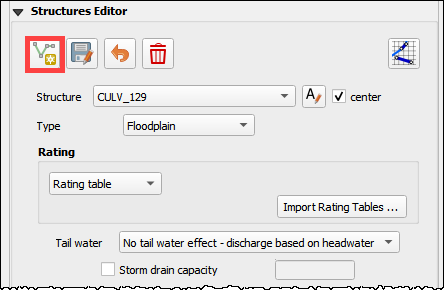 Structures Editor
Structure CULV_129 A center
Type Floodplain
Rating
Rating table
Import Rating Tables ...
Tail water No tail water effect - discharge based on headwater
Storm drain capacity